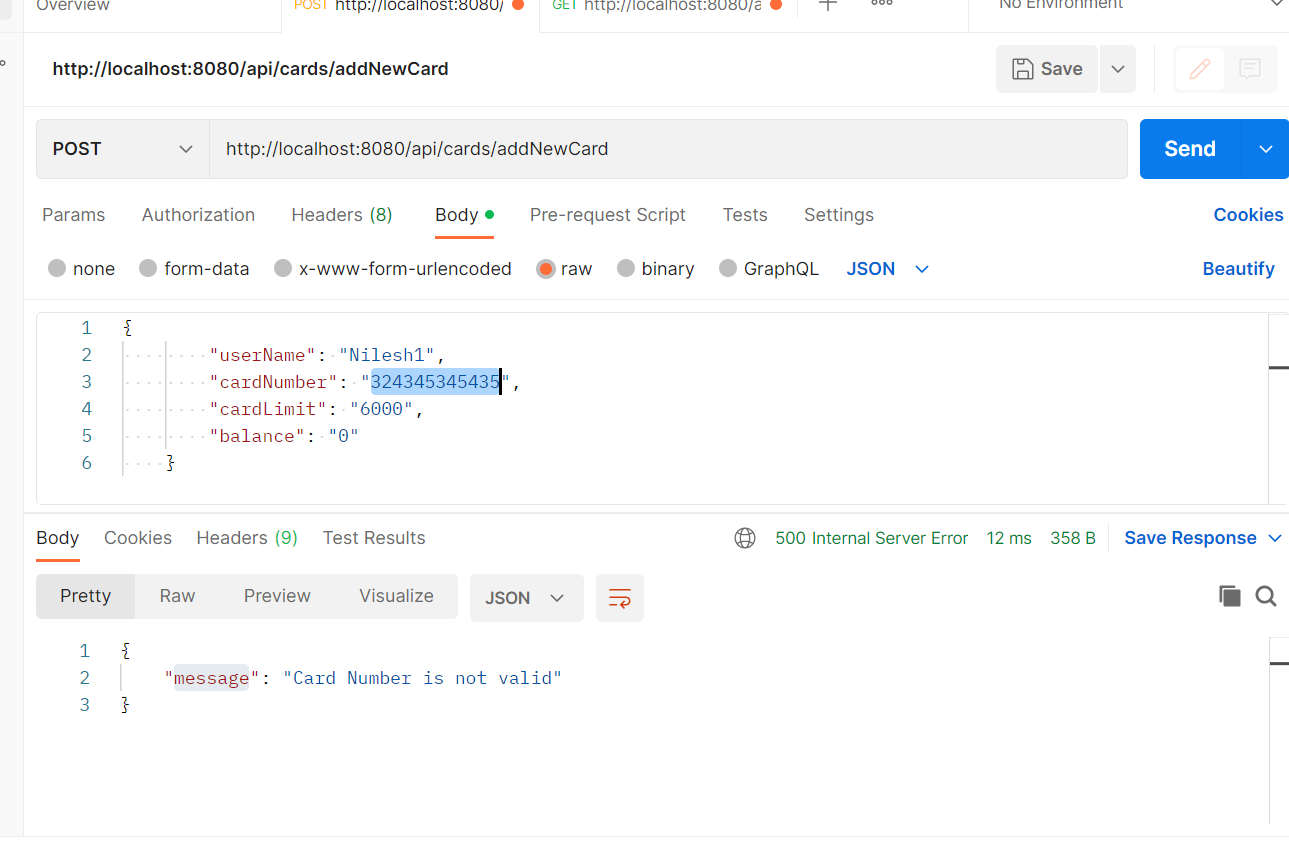 Overview
POST http://localhost:8080/
GET http://localhost:8080/a
No Environment
http://localhost:8080/api/cards/addNewCard
Save
POST
http://localhost:8080/api/cards/addNewCard
Send
Params Authorization Headers (8) Body Pre-request Script Tests Settings Cookies
none form-data x-www-form-urlencoded raw binary GraphQL JSON Beautify
1 {
2 "userName": "Nilesh1",
3 "cardNumber": "324345345435",
4 "cardLimit": "6000",
5 "balance": "0"
6 }
Body Cookies Headers (9) Test Results 500 Internal Server Error 12 ms 358 B Save Response
Pretty Raw Preview Visualize JSON
1 {
2 "message": "Card Number is not valid"
3 }